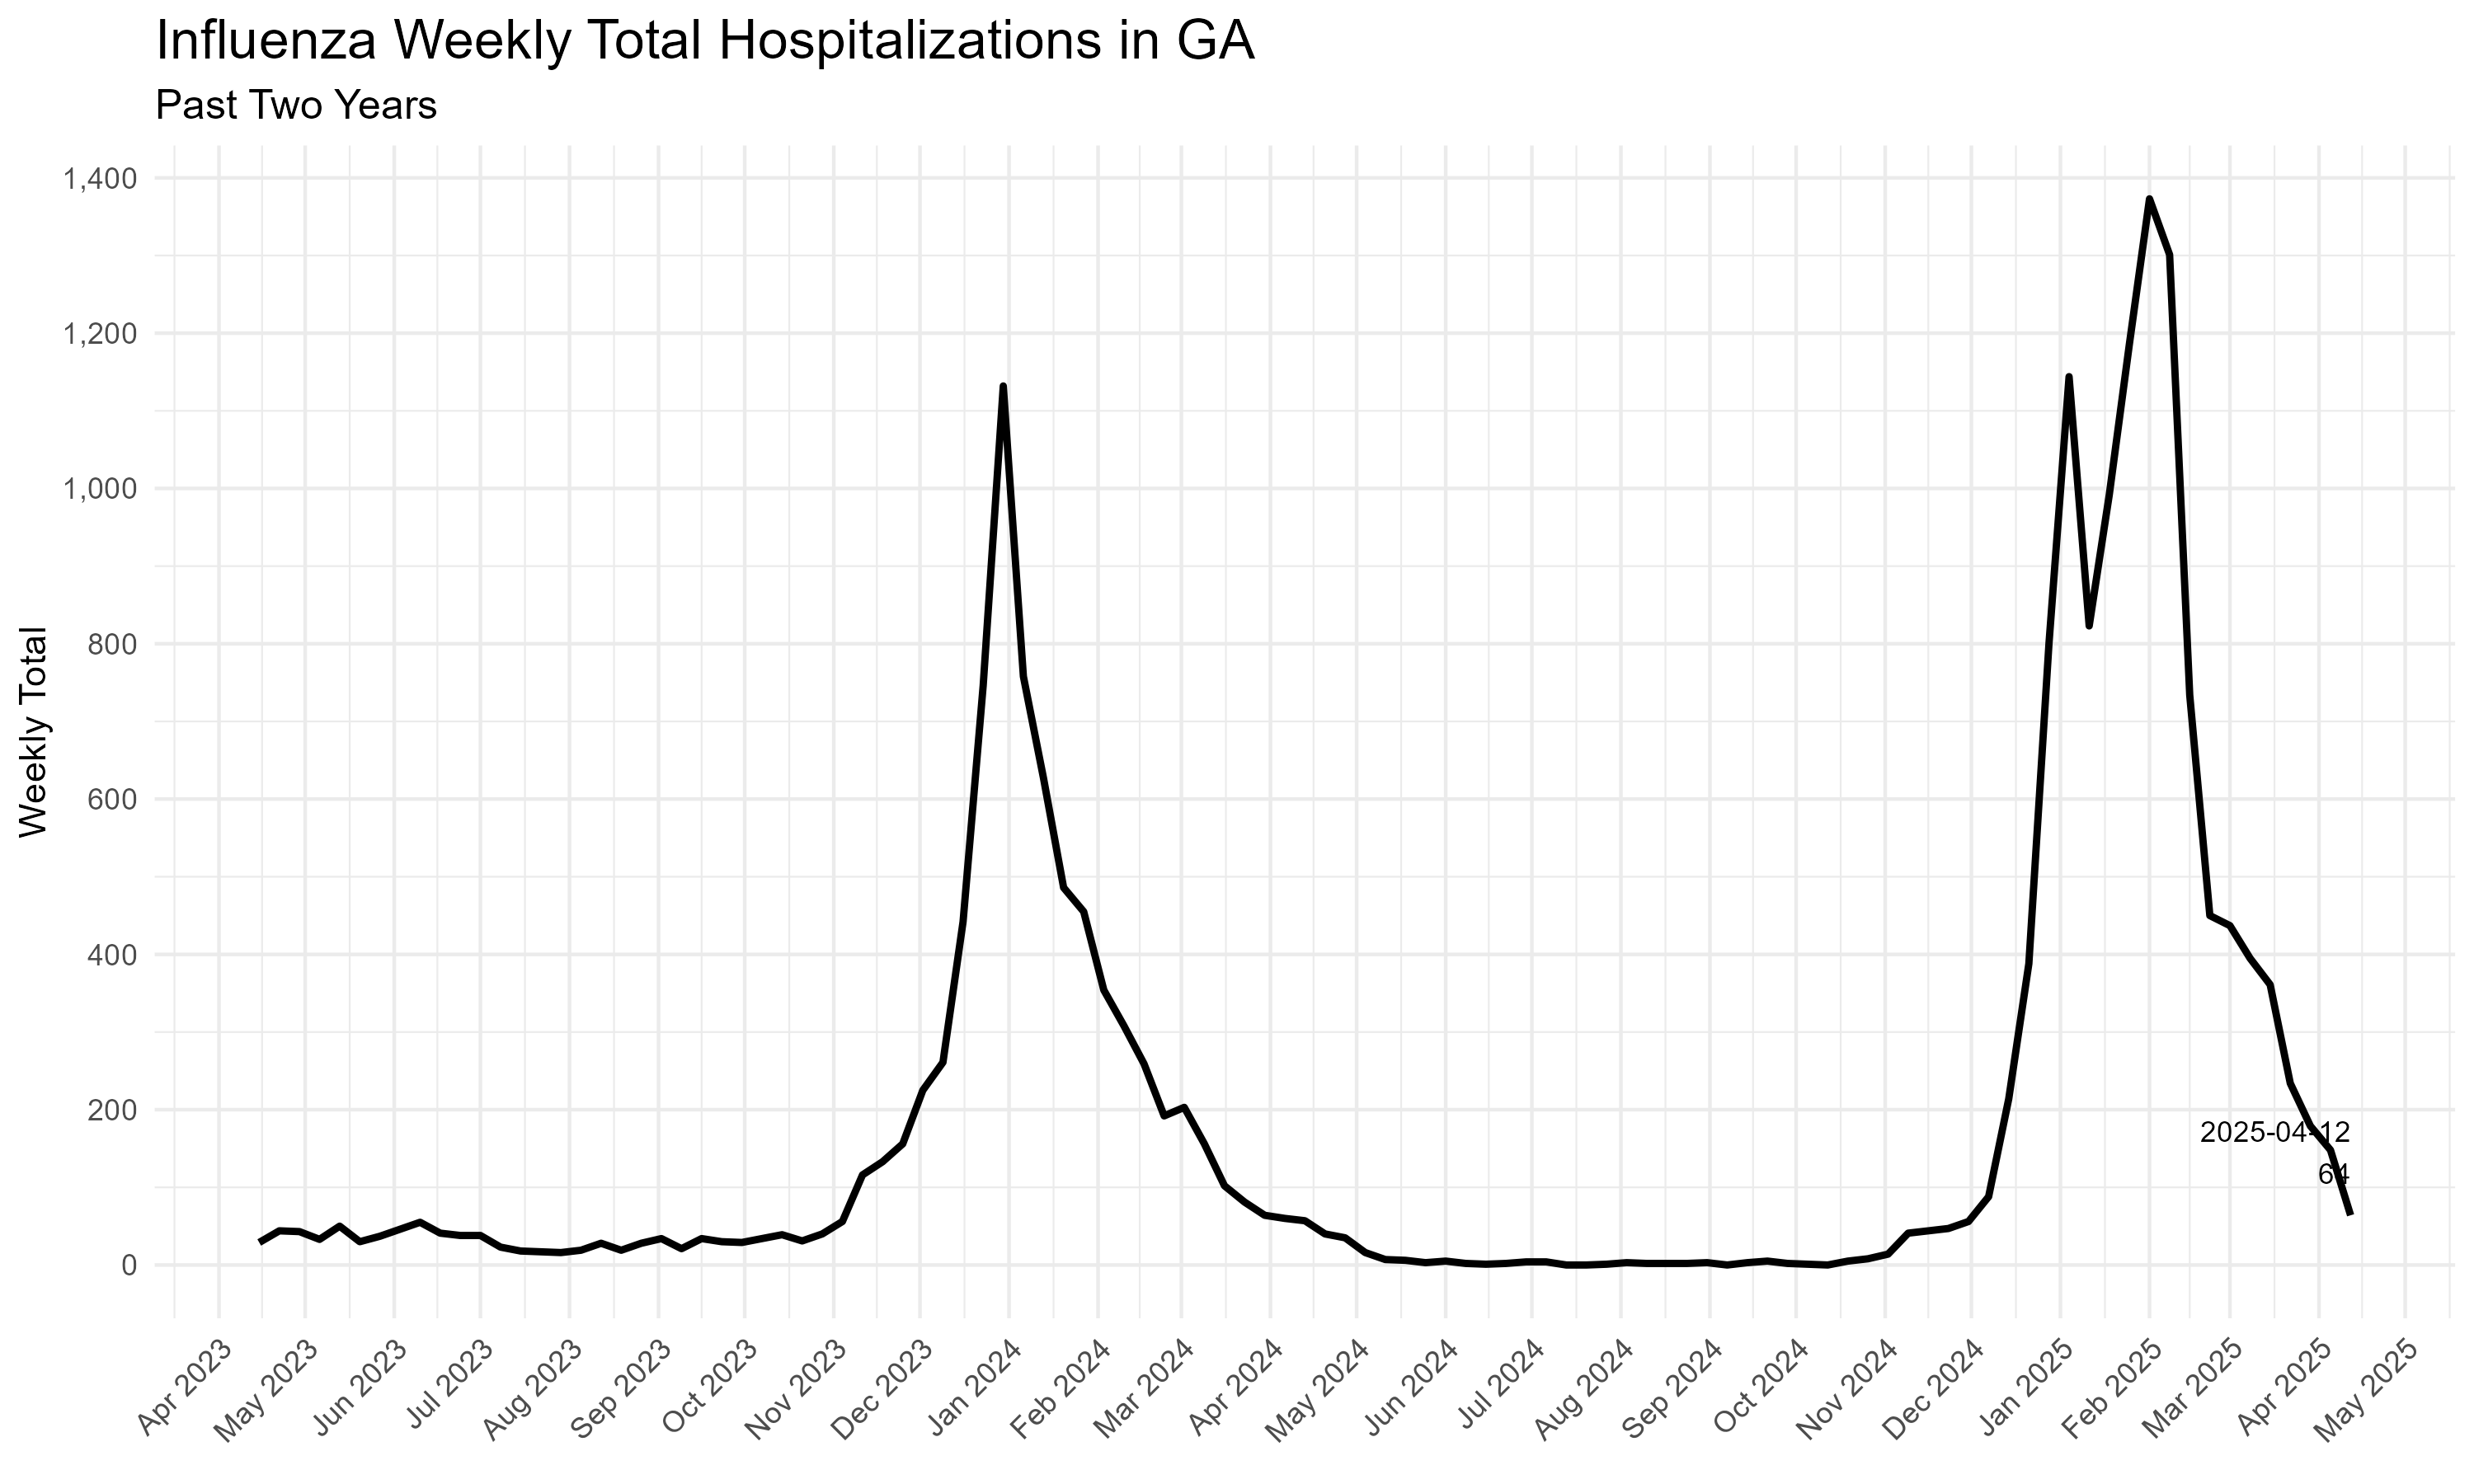 Influenza Weekly Total Hospitalizations in GA
Past Two Years
1,400
1,200
1,000
800
600
400
200
0
Weekly Total
2025-04-12
64
Apr 2023
May 2023
Jun 2023
Jul 2023
Aug 2023
Sep 2023
Oct 2023
Nov 2023
Dec 2023
Jan 2024
Feb 2024
Mar 2024
Apr 2024
May 2024
Jun 2024
Jul 2024
Aug 2024
Sep 2024
Oct 2024
Nov 2024
Dec 2024
Jan 2025
Feb 2025
Mar 2025
Apr 2025
May 2025